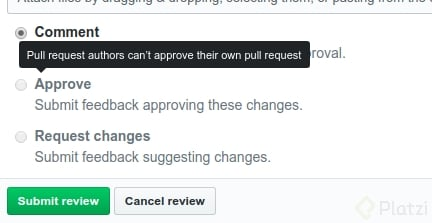 Attach files by dragging & dropping, selecting them, or pasting from the
Comment
Pull request authors can't approve their own pull request
roval.
Approve
Submit feedback approving these changes.
Request changes
Submit feedback suggesting changes.
Submit review Cancel review
Platzi